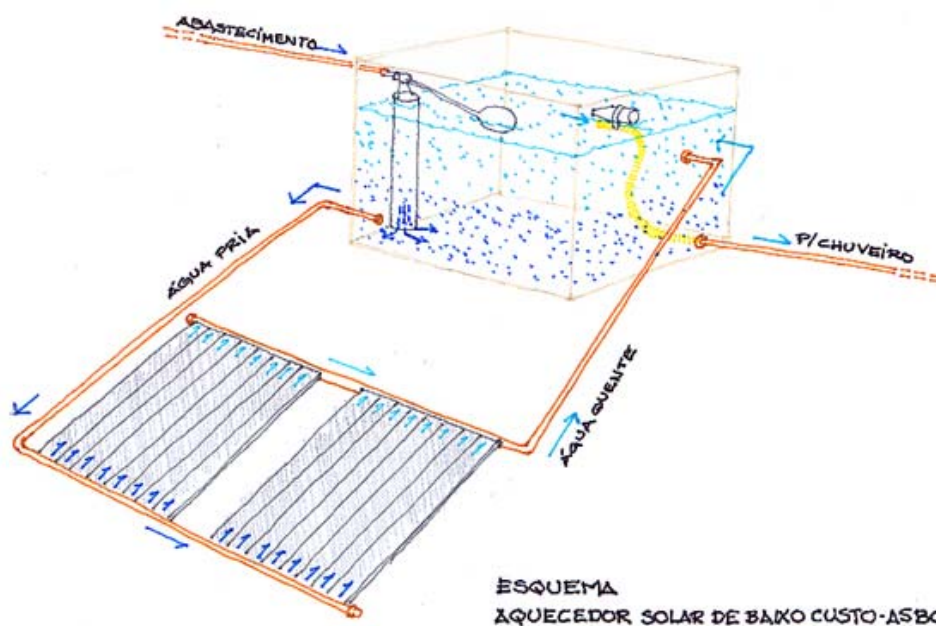 ABASTECIMENTO
ÁGUA FRIA
P/CHUVEIRO
ÁGUA QUENTE
ESQUEMA
AQUECEDOR SOLAR DE BAIXO CUSTO-ASBC